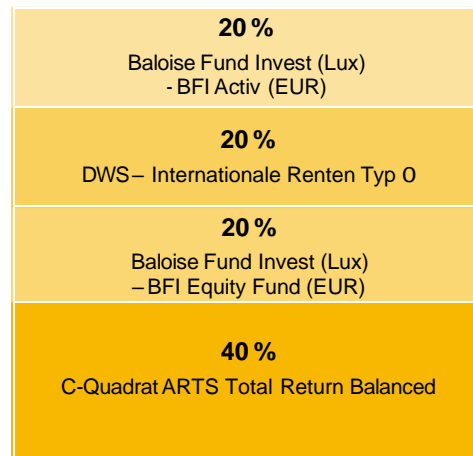 20 %
Baloise Fund Invest (Lux)
- BFI Activ (EUR)
20 %
DWS – Internationale Renten Typ O
20 %
Baloise Fund Invest (Lux)
– BFI Equity Fund (EUR)
40 %
C-Quadrat ARTS Total Return Balanced